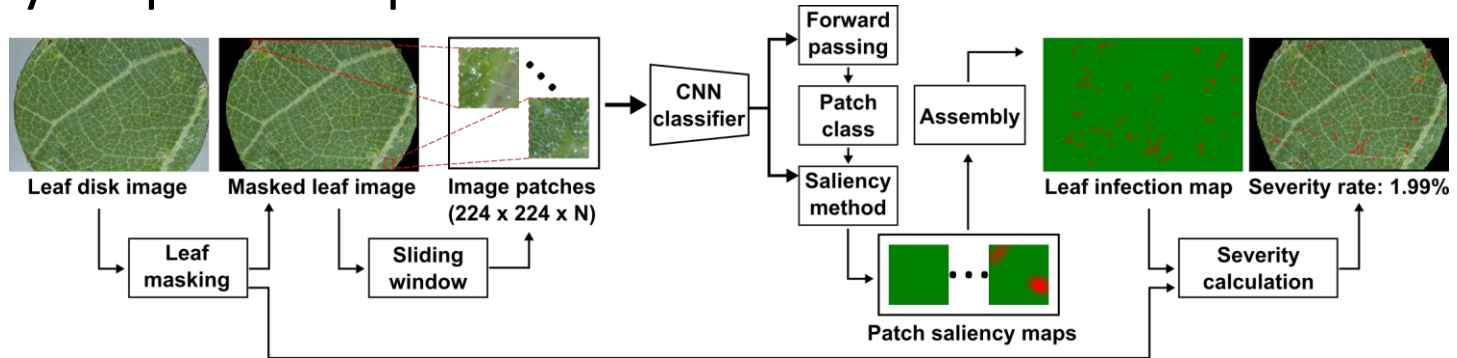 Leaf disk image
Leaf
masking
Masked leaf image
Sliding
window
Image patches
(224 x 224 x N)
CNN
classifier
Forward
passing
Patch
class
Saliency
method
Patch saliency maps
Assembly
Leaf infection map
Severity
calculation
Severity rate: 1.99%